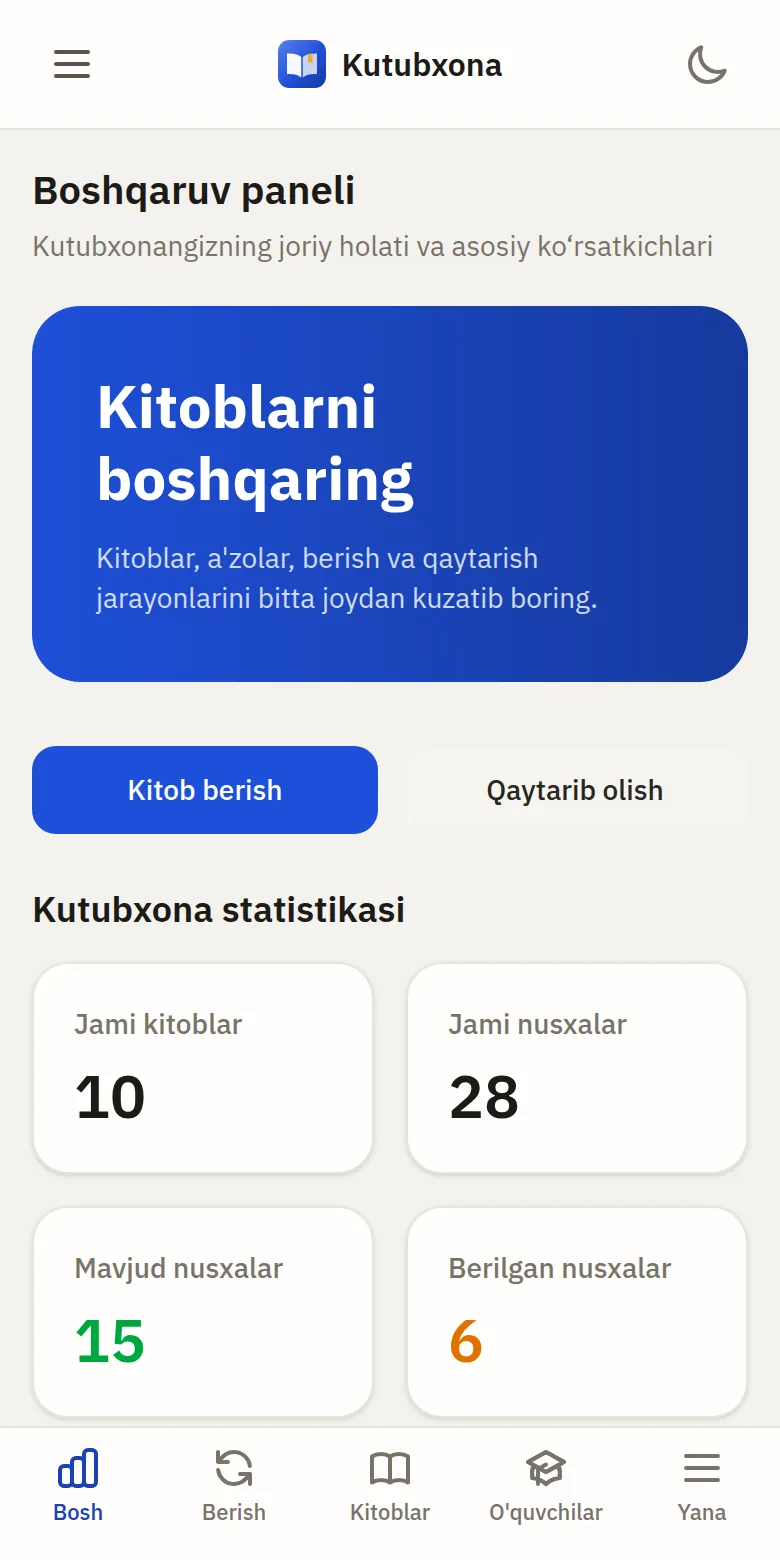 Kutubxona
Boshqaruv paneli
Kutubxonangizning joriy holati va asosiy ko‘rsatkichlari
Kitoblarni
boshqaring
Kitoblar, a'zolar, berish va qaytarish
jarayonlarini bitta joydan kuzatib boring.
Kitob berish
Qaytarib olish
Kutubxona statistikasi
Jami kitoblar
10
Jami nusxalar
28
Mavjud nusxalar
15
Berilgan nusxalar
6
Bosh
Berish
Kitoblar
O'quvchilar
Yana